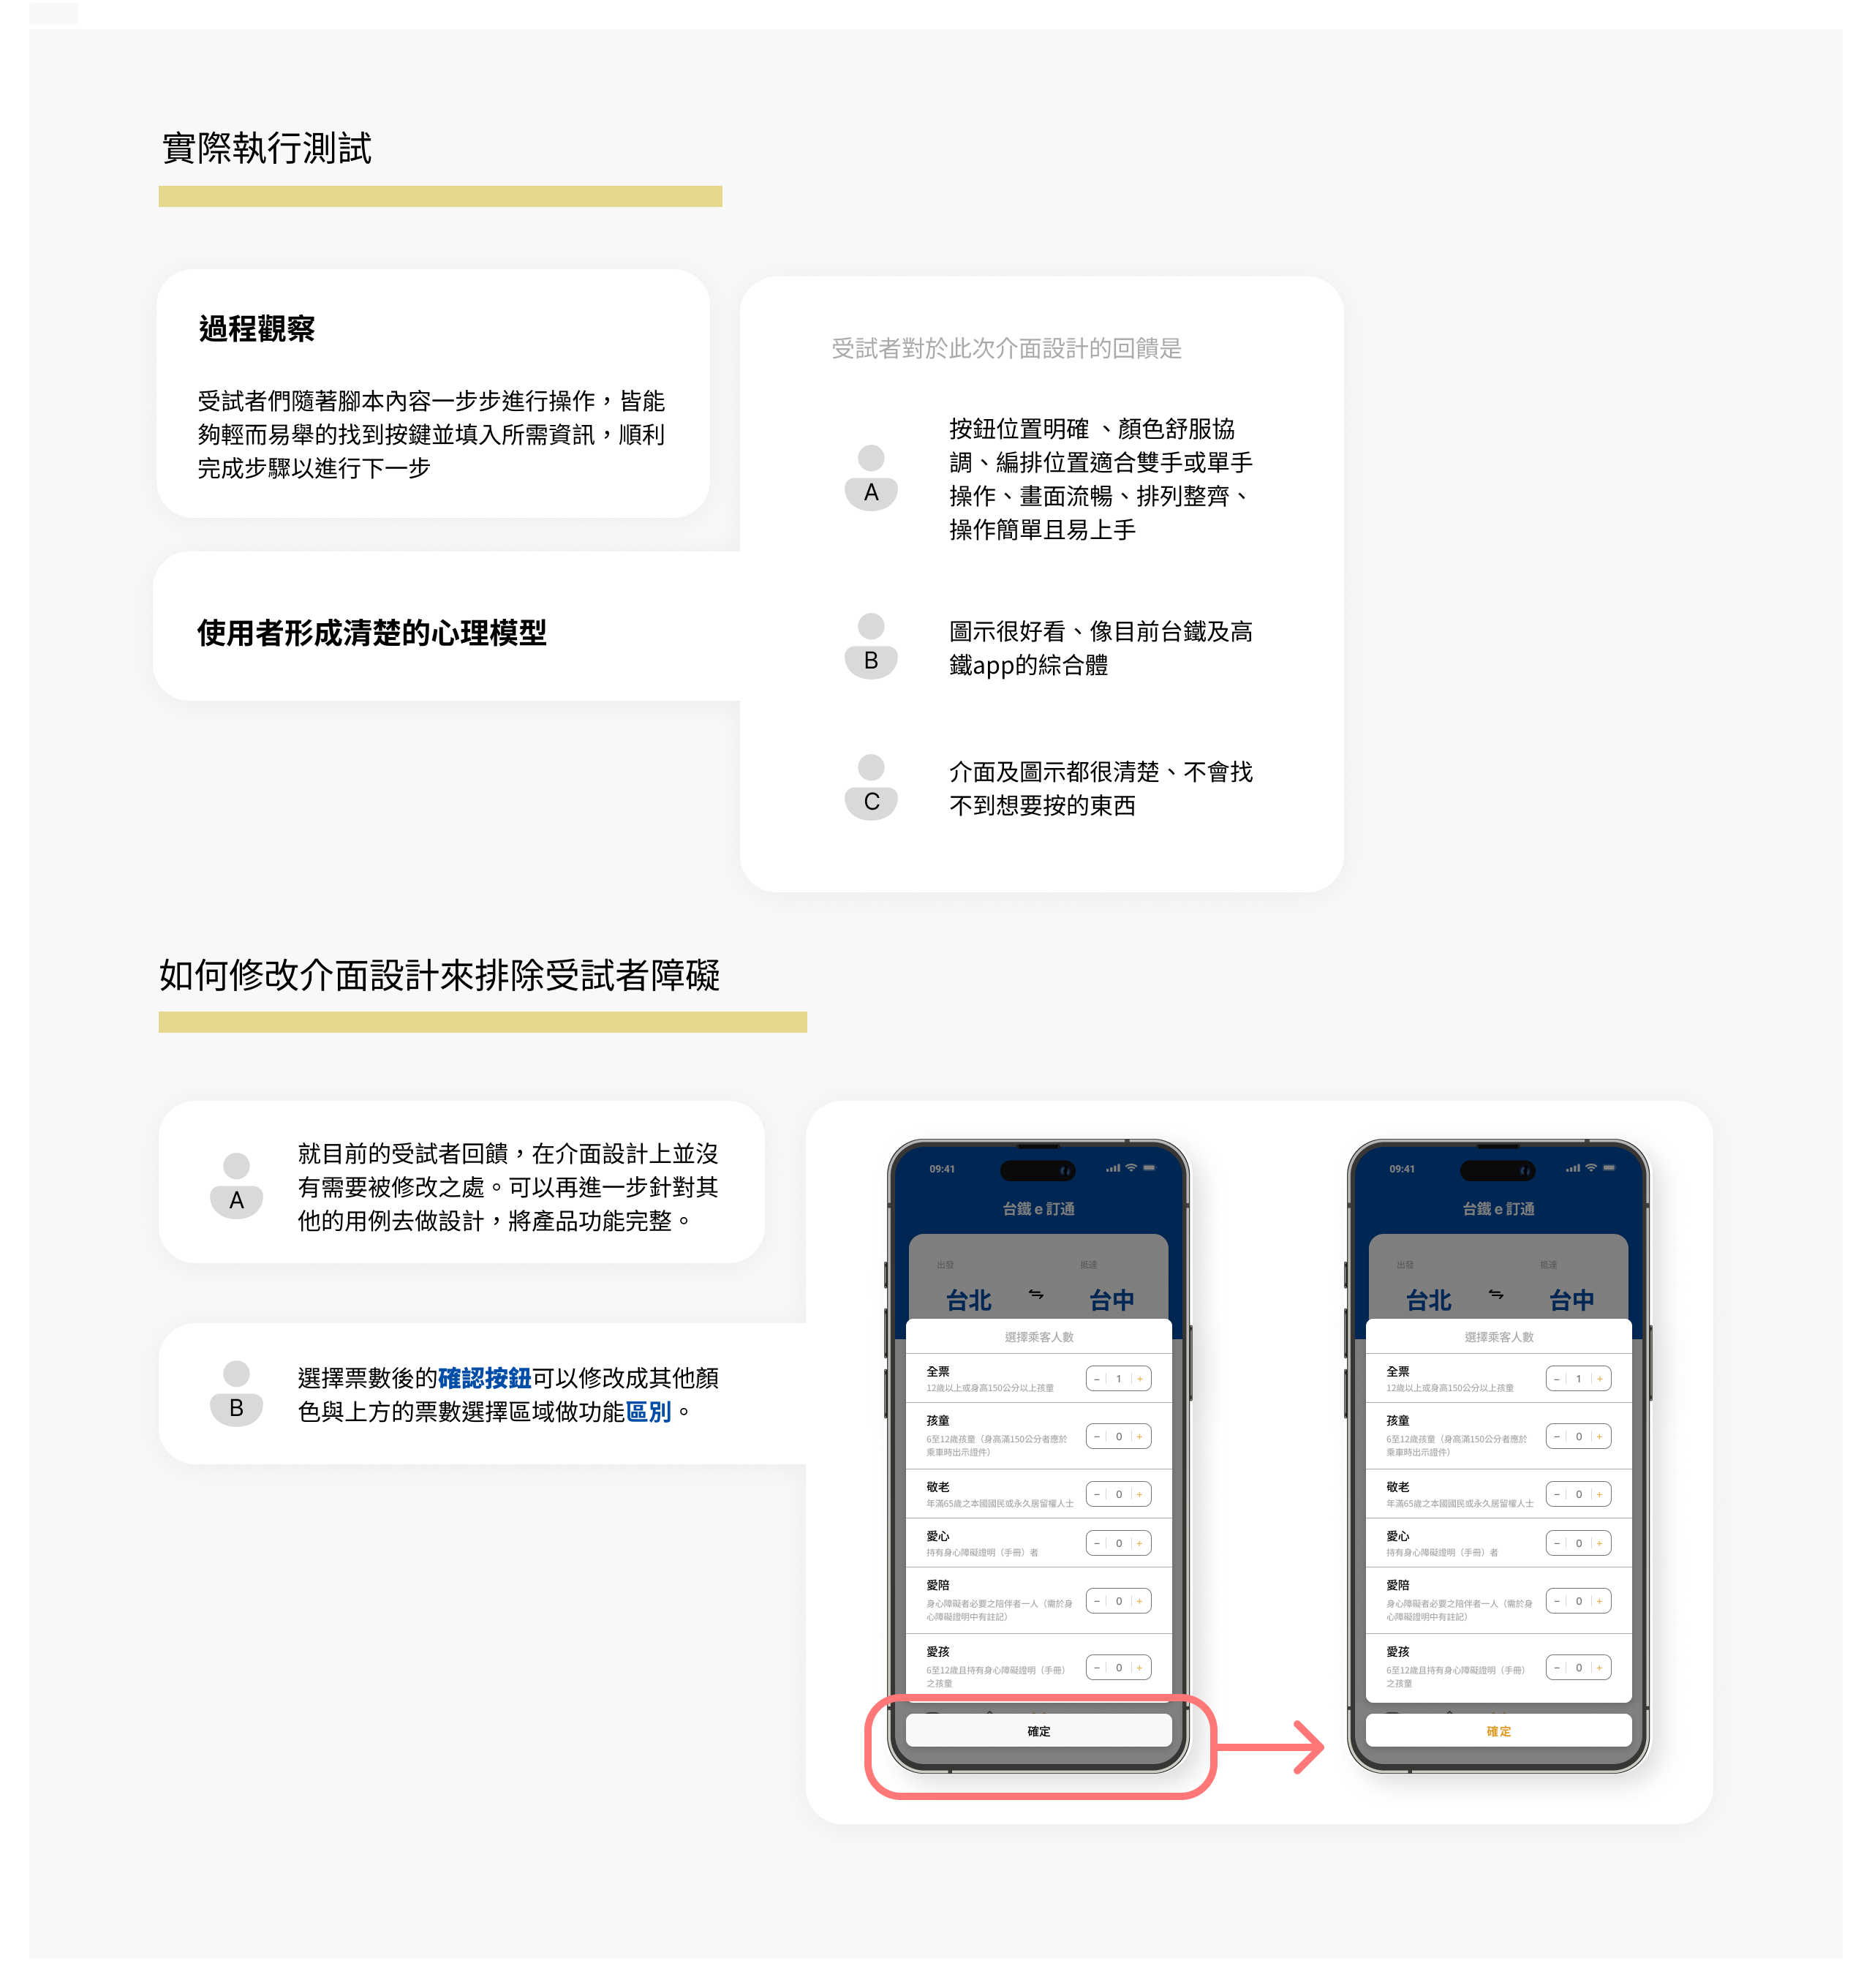 實際執行測試
過程觀察
受試者們隨著腳本內容一步步進行操作，皆能
夠輕而易舉的找到按鍵並填入所需資訊，順利
完成步驟以進行下一步
使用者形成清楚的心理模型
受試者對於此次介面設計的回饋是
A
按鈕位置明確 、顏色舒服協
調、編排位置適合雙手或單手
操作、畫面流暢、排列整齊、
操作簡單且易上手
B
圖示很好看、像目前台鐵及高
鐵app的綜合體
C
介面及圖示都很清楚、不會找
不到想要按的東西
如何修改介面設計來排除受試者障礙
A
就目前的受試者回饋，在介面設計上並沒
有需要被修改之處。可以再進一步針對其
他的用例去做設計，將產品功能完整。
B
選擇票數後的確認按鈕可以修改成其他顏
色與上方的票數選擇區域做功能區別。
09:41
台鐵 e 訂通
出發
抵達
台北
台中
選擇乘客人數
全票
12歲以上或身高150公分以上孩童
− 1 +
孩童
6至12歲孩童（身高滿150公分者應於
乘車時出示證件）
− 0 +
敬老
年滿65歲之本國國民或永久居留權人士
− 0 +
愛心
持有身心障礙證明（手冊）者
− 0 +
愛陪
身心障礙者必要之陪伴者一人（需於身
心障礙證明中有註記）
− 0 +
愛孩
6至12歲且持有身心障礙證明（手冊）
之孩童
− 0 +
確定
09:41
台鐵 e 訂通
出發
抵達
台北
台中
選擇乘客人數
全票
12歲以上或身高150公分以上孩童
− 1 +
孩童
6至12歲孩童（身高滿150公分者應於
乘車時出示證件）
− 0 +
敬老
年滿65歲之本國國民或永久居留權人士
− 0 +
愛心
持有身心障礙證明（手冊）者
− 0 +
愛陪
身心障礙者必要之陪伴者一人（需於身
心障礙證明中有註記）
− 0 +
愛孩
6至12歲且持有身心障礙證明（手冊）
之孩童
− 0 +
確定